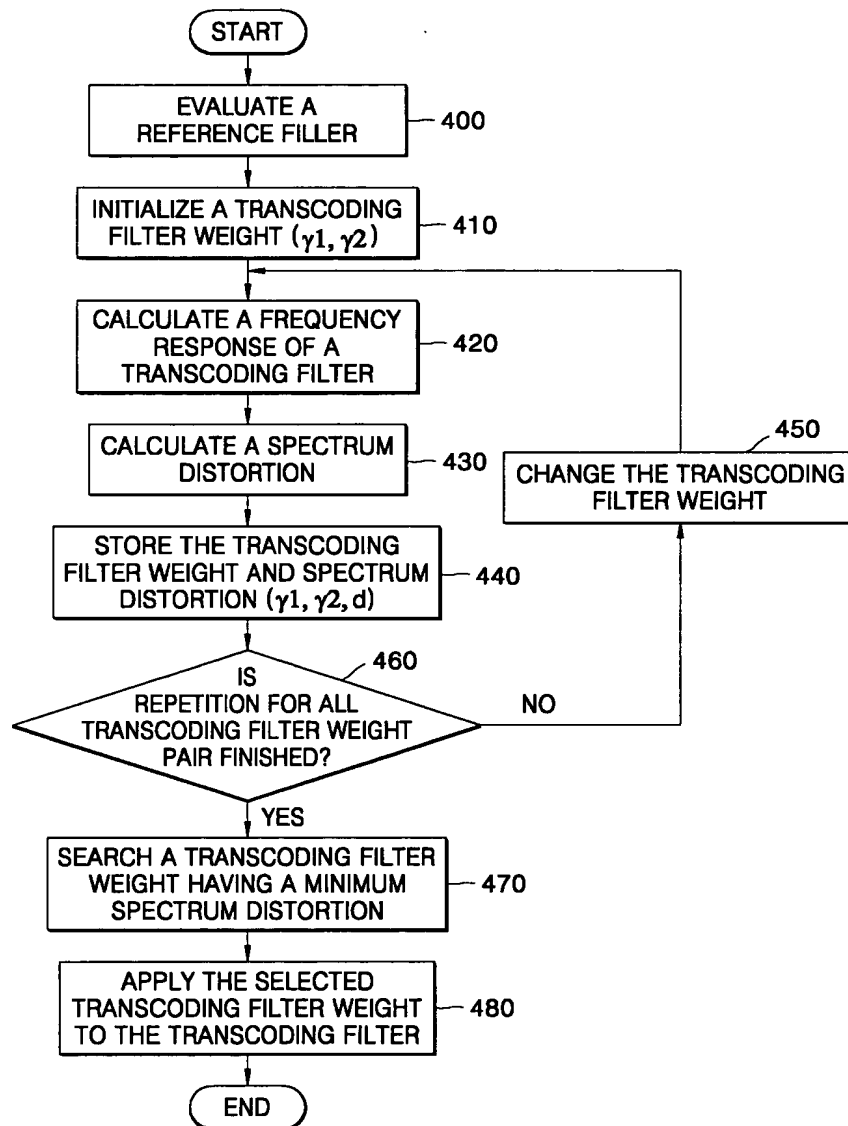 START
EVALUATE A
REFERENCE FILLER
400
INITIALIZE A TRANSCODING
FILTER WEIGHT (γ1, γ2)
410
CALCULATE A FREQUENCY
RESPONSE OF A
TRANSCODING FILTER
420
CALCULATE A SPECTRUM
DISTORTION
430
450
CHANGE THE TRANSCODING
FILTER WEIGHT
STORE THE TRANSCODING
FILTER WEIGHT AND SPECTRUM
DISTORTION (γ1, γ2, d)
440
460
IS
REPETITION FOR ALL
TRANSCODING FILTER WEIGHT
PAIR FINISHED?
NO
YES
SEARCH A TRANSCODING FILTER
WEIGHT HAVING A MINIMUM
SPECTRUM DISTORTION
470
APPLY THE SELECTED
TRANSCODING FILTER WEIGHT
TO THE TRANSCODING FILTER
480
END